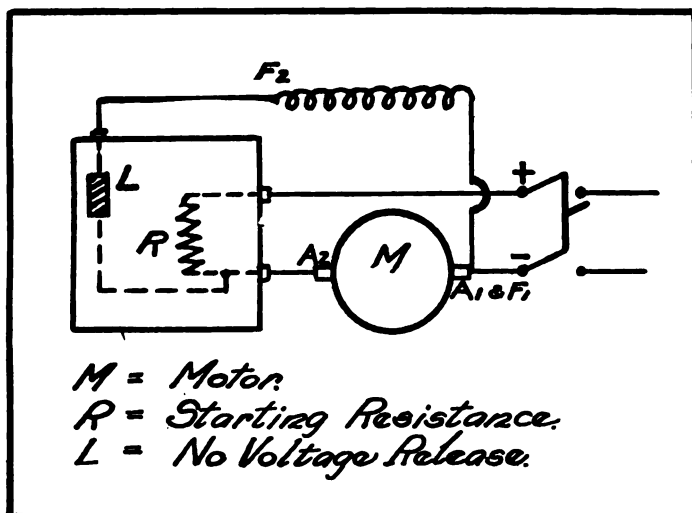 F2
L
+
R
A2
M
-
A1 & F1
M = Motor.
R = Starting Resistance.
L = No Voltage Release.